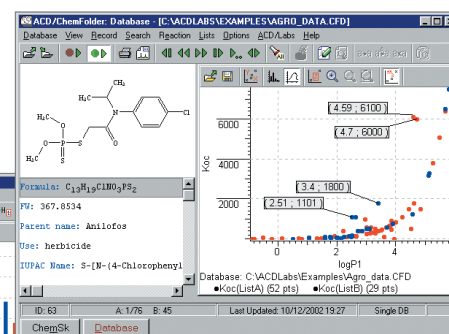 ACD/ChemFolder: Database - [C:\ACDLABS\EXAMPLES\AGRO_DATA.CFD]
Database View Record Search Reaction Lists Options ACD/Labs Help
CH₃
H₃C
N
Cl
H₃C
O
S
O
P
O
H₃C
S
Formula: C₁₃H₁₉ClNO₃PS₂
FW: 367.8534
Parent name: Anilofos
Use: herbicide
IUPAC Name: S-[N-(4-Chlorophenyl
Koc
6000
4000
2000
( 4.59 ; 6100 )
( 4.7 ; 6000 )
( 3.4 ; 1800 )
( 2.51 ; 1101 )
0 2 4
logP1
Database: C:\ACDLabs\Examples\Agro_data.CFD
Koc(ListA) (52 pts) Koc(ListB) (29 pts)
ID: 63 A: 1/76 B: 45 Last Updated: 10/12/2002 19:27 Single DB
ChemSk Database